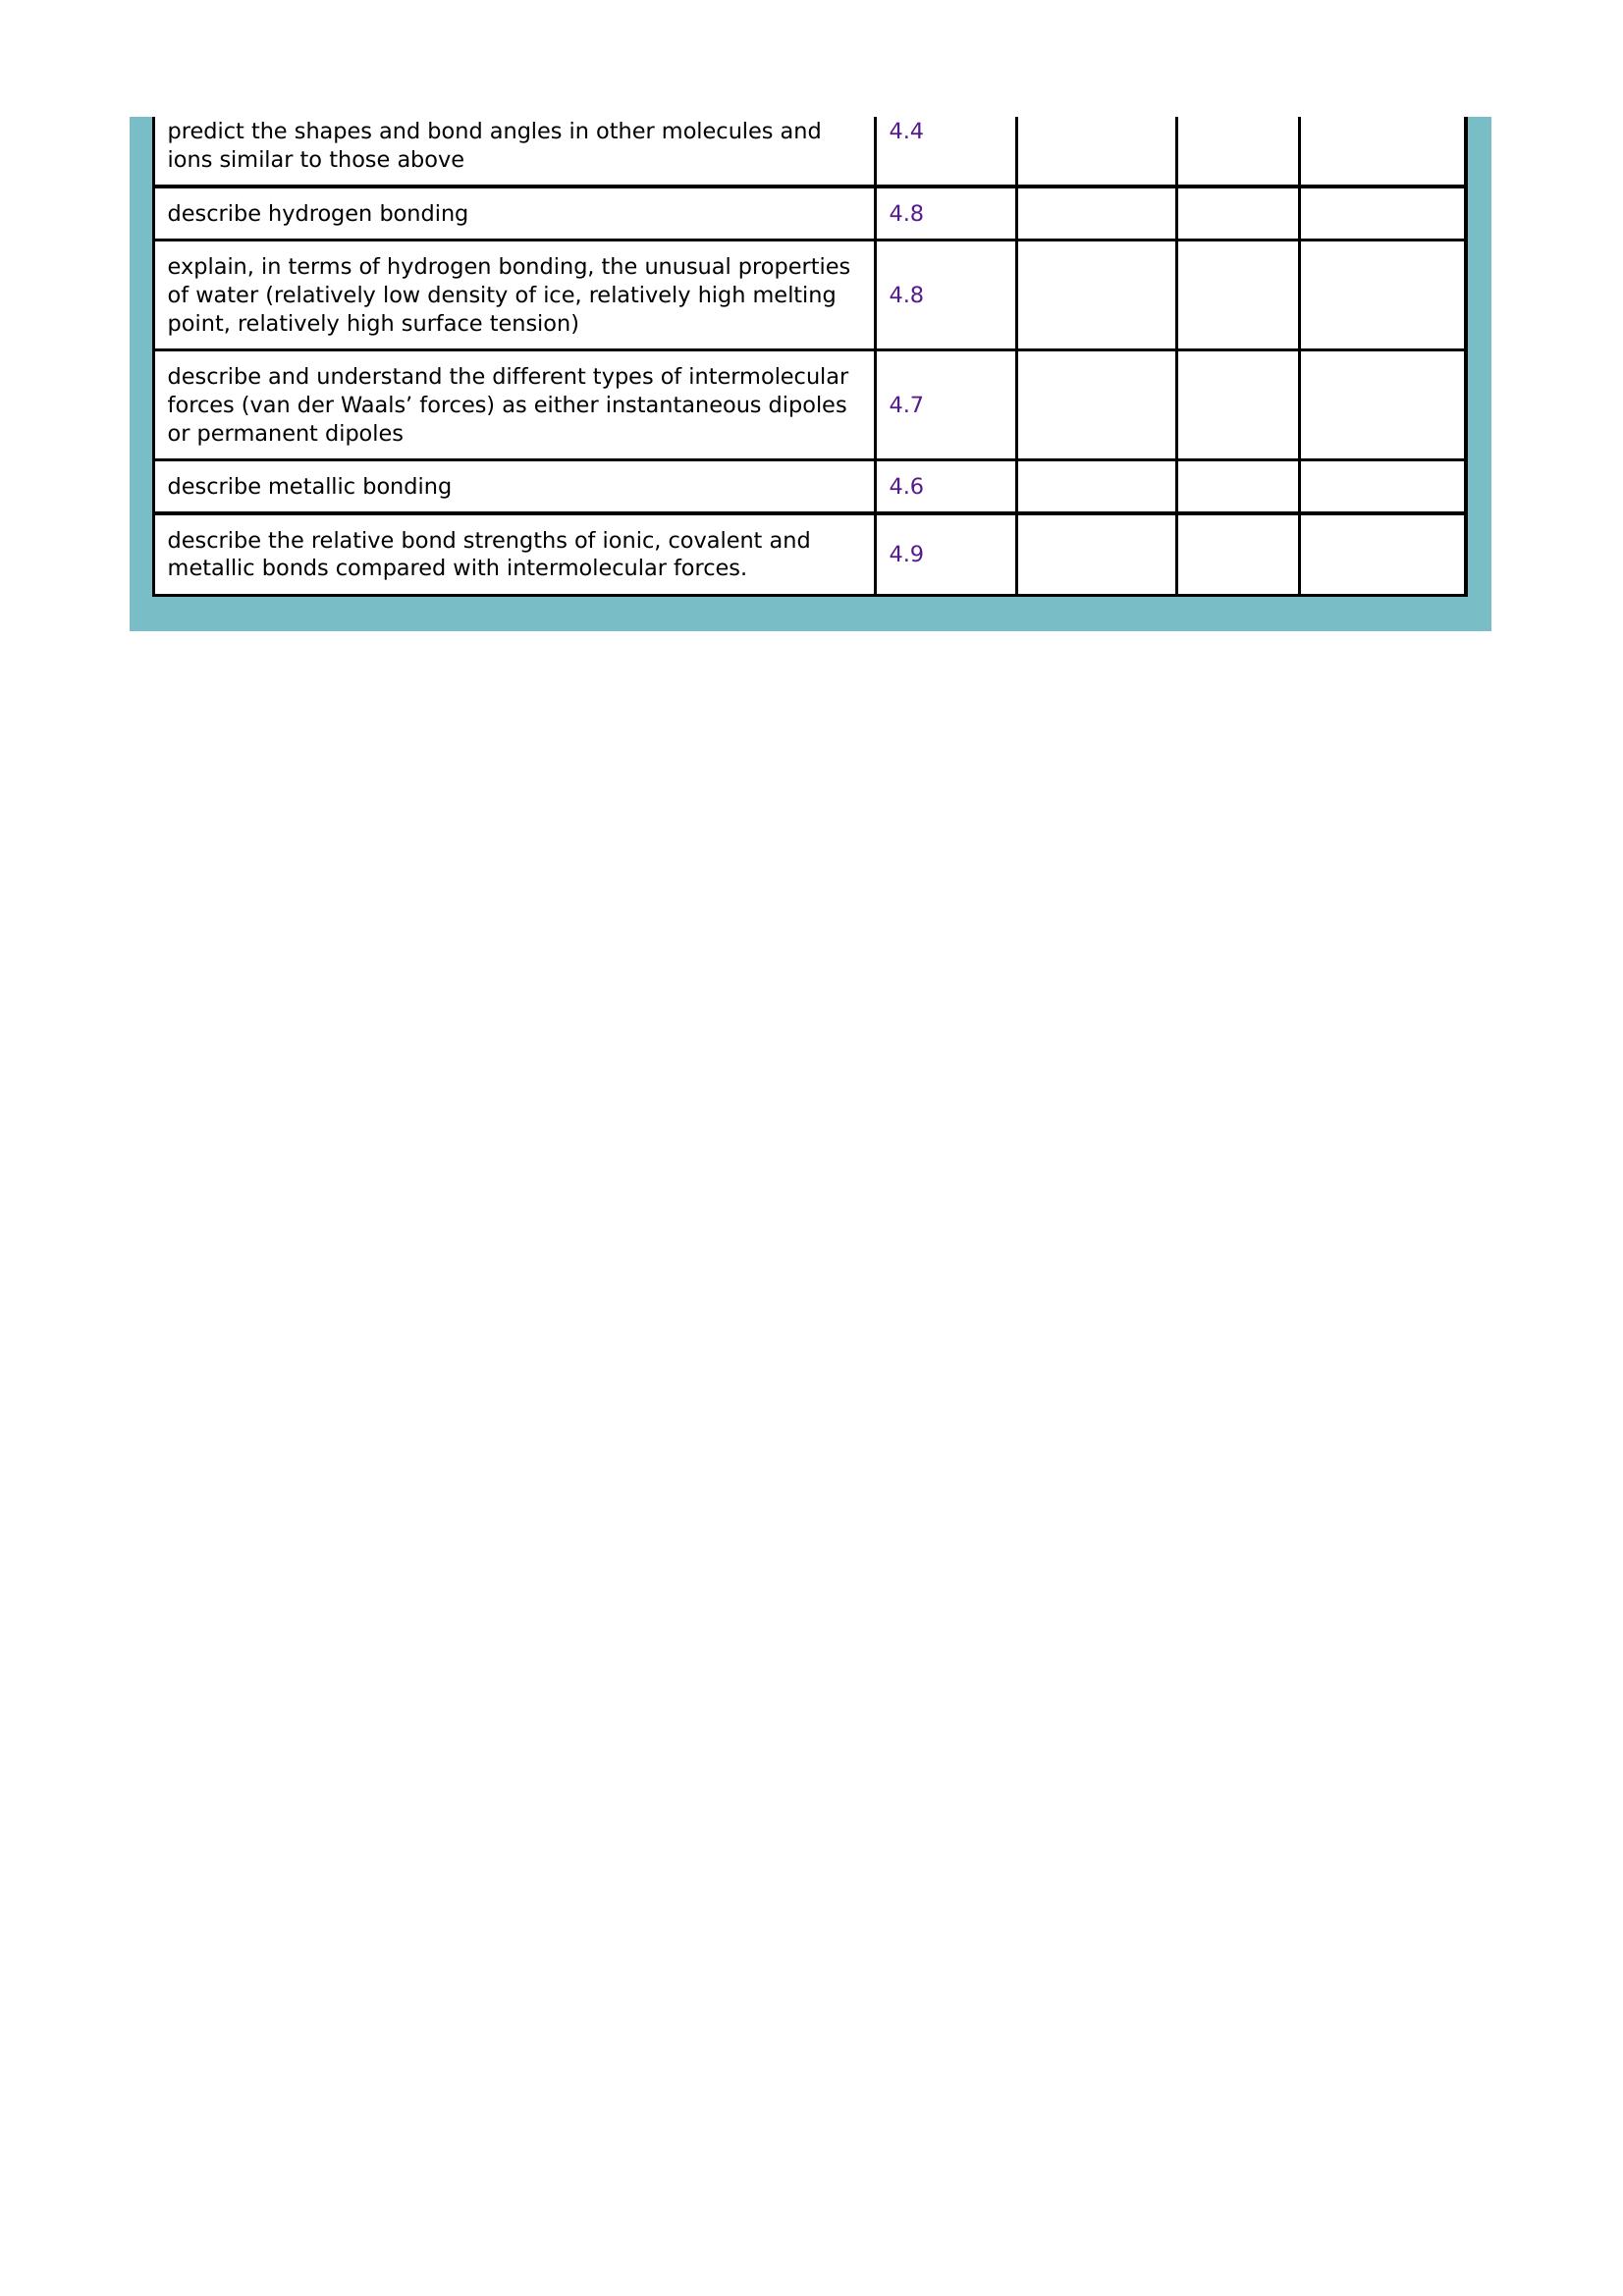 predict the shapes and bond angles in other molecules and
ions similar to those above
4.4
describe hydrogen bonding
4.8
explain, in terms of hydrogen bonding, the unusual properties
of water (relatively low density of ice, relatively high melting
point, relatively high surface tension)
4.8
describe and understand the different types of intermolecular
forces (van der Waals’ forces) as either instantaneous dipoles
or permanent dipoles
4.7
describe metallic bonding
4.6
describe the relative bond strengths of ionic, covalent and
metallic bonds compared with intermolecular forces.
4.9